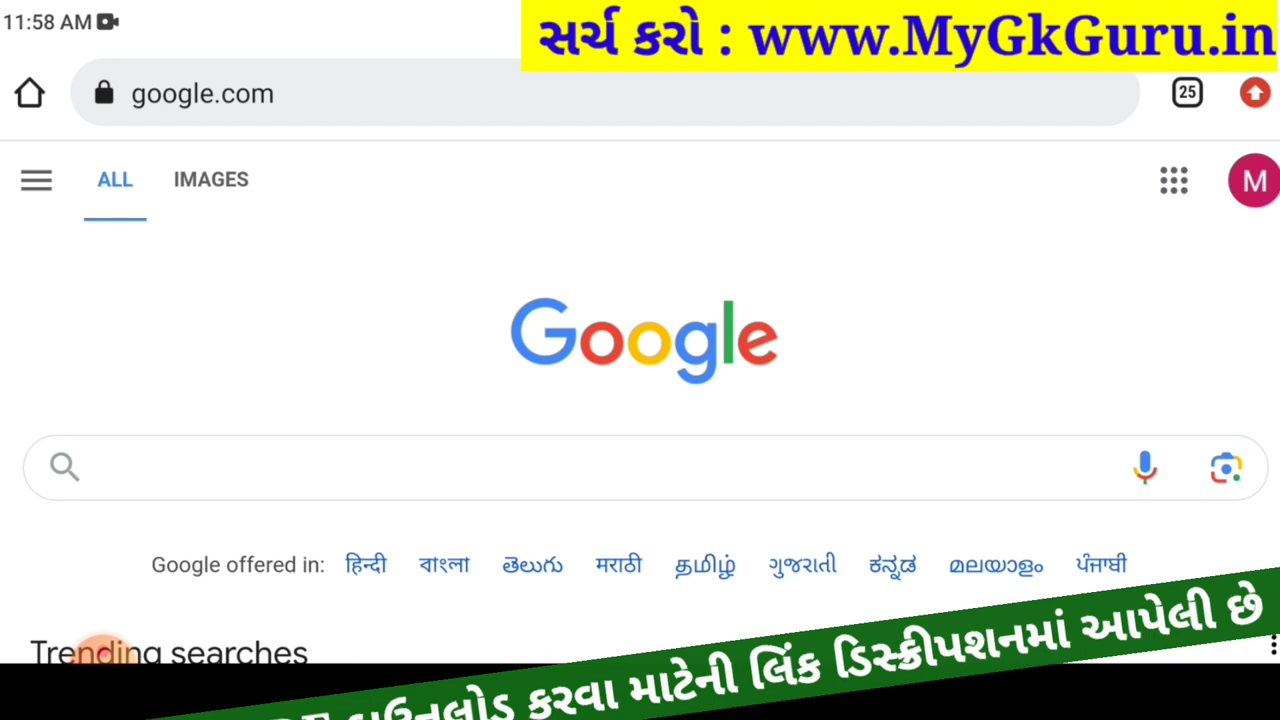 11:58 AM
સર્ચ કરો : www.MyGkGuru.in
google.com
25
ALL IMAGES
M
Google
Google offered in: हिन्दी বাংলা తెలుగు मराठी தமிழ் ગુજરાતી ಕನ್ನಡ മലയാളം ਪੰਜਾਬੀ
Trending searches
ડાઉનલોડ કરવા માટેની લિંક ડિસ્ક્રીપશનમાં આપેલી છે